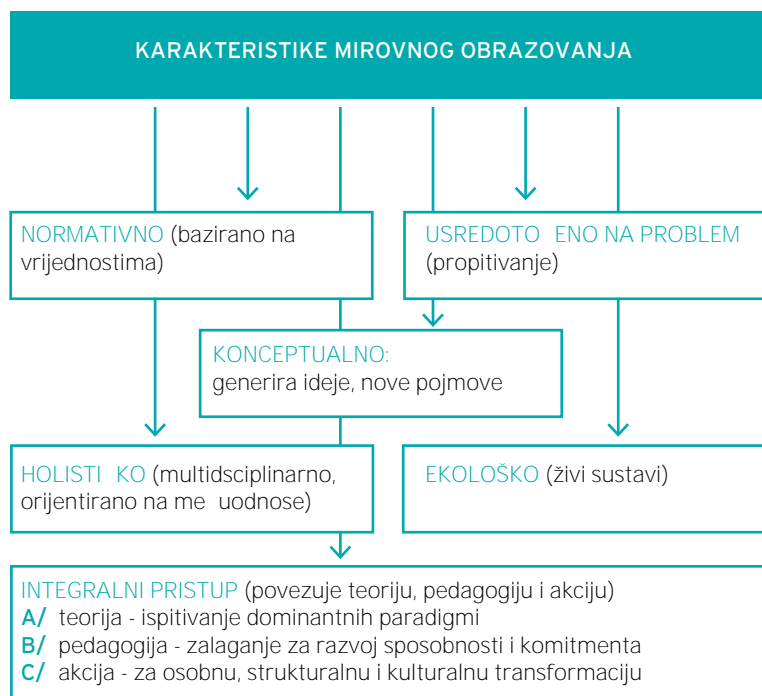 KARAKTERISTIKE MIROVNOG OBRAZOVANJA
NORMATIVNO (bazirano na
vrijednostima)
USREDOTO ENO NA PROBLEM
(propitivanje)
KONCEPTUALNO:
generira ideje, nove pojmove
HOLISTI KO (multidsciplinarno,
orijentirano na me uodnose)
EKOLOŠKO (živi sustavi)
INTEGRALNI PRISTUP (povezuje teoriju, pedagogiju i akciju)
A/ teorija - ispitivanje dominantnih paradigmi
B/ pedagogija - zalaganje za razvoj sposobnosti i komitmenta
C/ akcija - za osobnu, strukturalnu i kulturalnu transformaciju